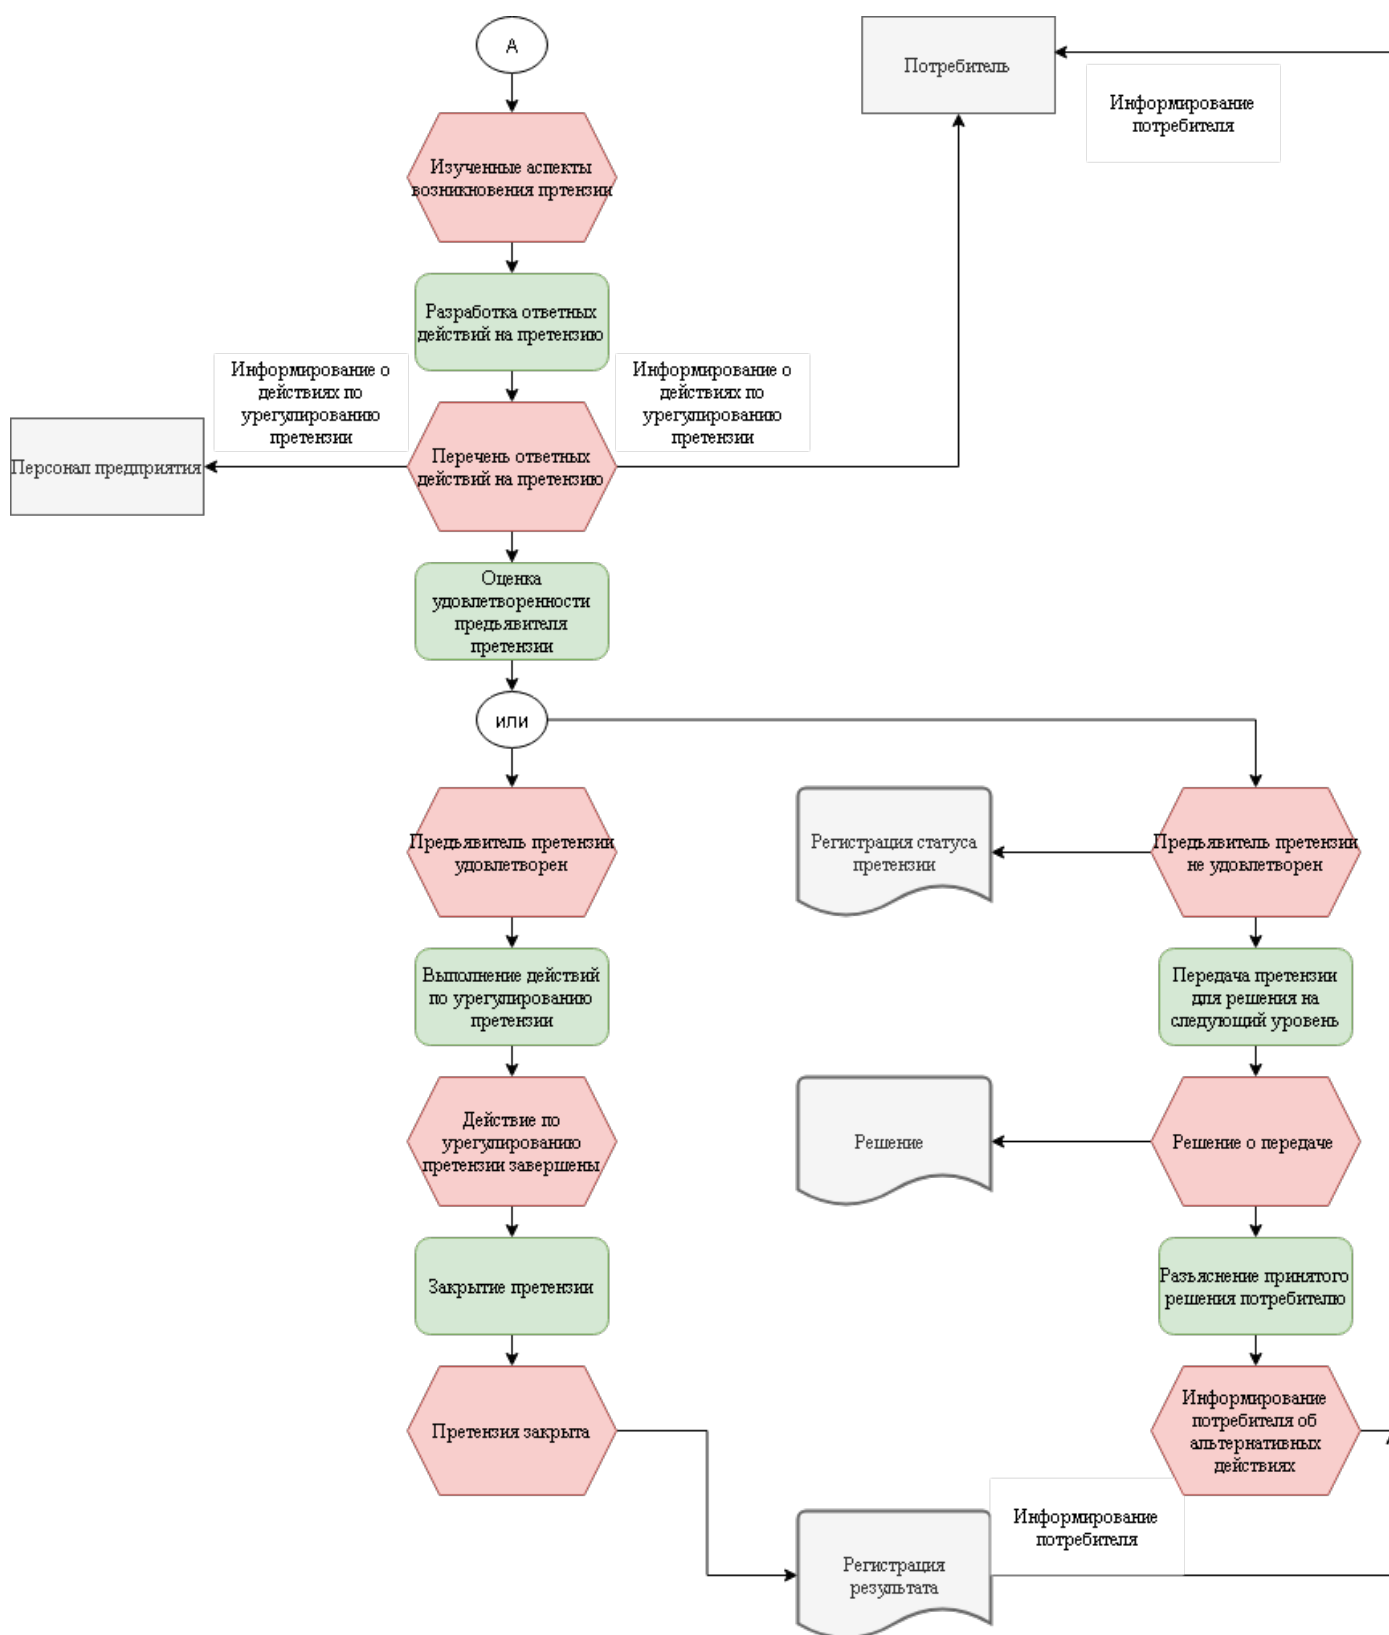 А
Потребитель
Информирование
потребителя
Изученные аспекты
возникновения пртензии
Разработка ответных
действий на претензию
Информирование о
действиях по
урегулированию
претензии
Информирование о
действиях по
урегулированию
претензии
Персонал предприятия
Перечень ответных
действий на претензию
Оценка
удовлетворенности
предьявителя
претензии
или
Предьявитель претензии
удовлетворен
Регистрация статуса
претензии
Предьявитель претензии
не удовлетворен
Выполнение действий
по урегулированию
претензии
Передача претензии
для решения на
следующий уровень
Действие по
урегулированию
претензии завершены
Решение
Решение о передаче
Закрытие претензии
Разьяснение принятого
решения потребителю
Претензия закрыта
Информирование
потребителя об
альтернативных
действиях
Информирование
потребителя
Регистрация
результата